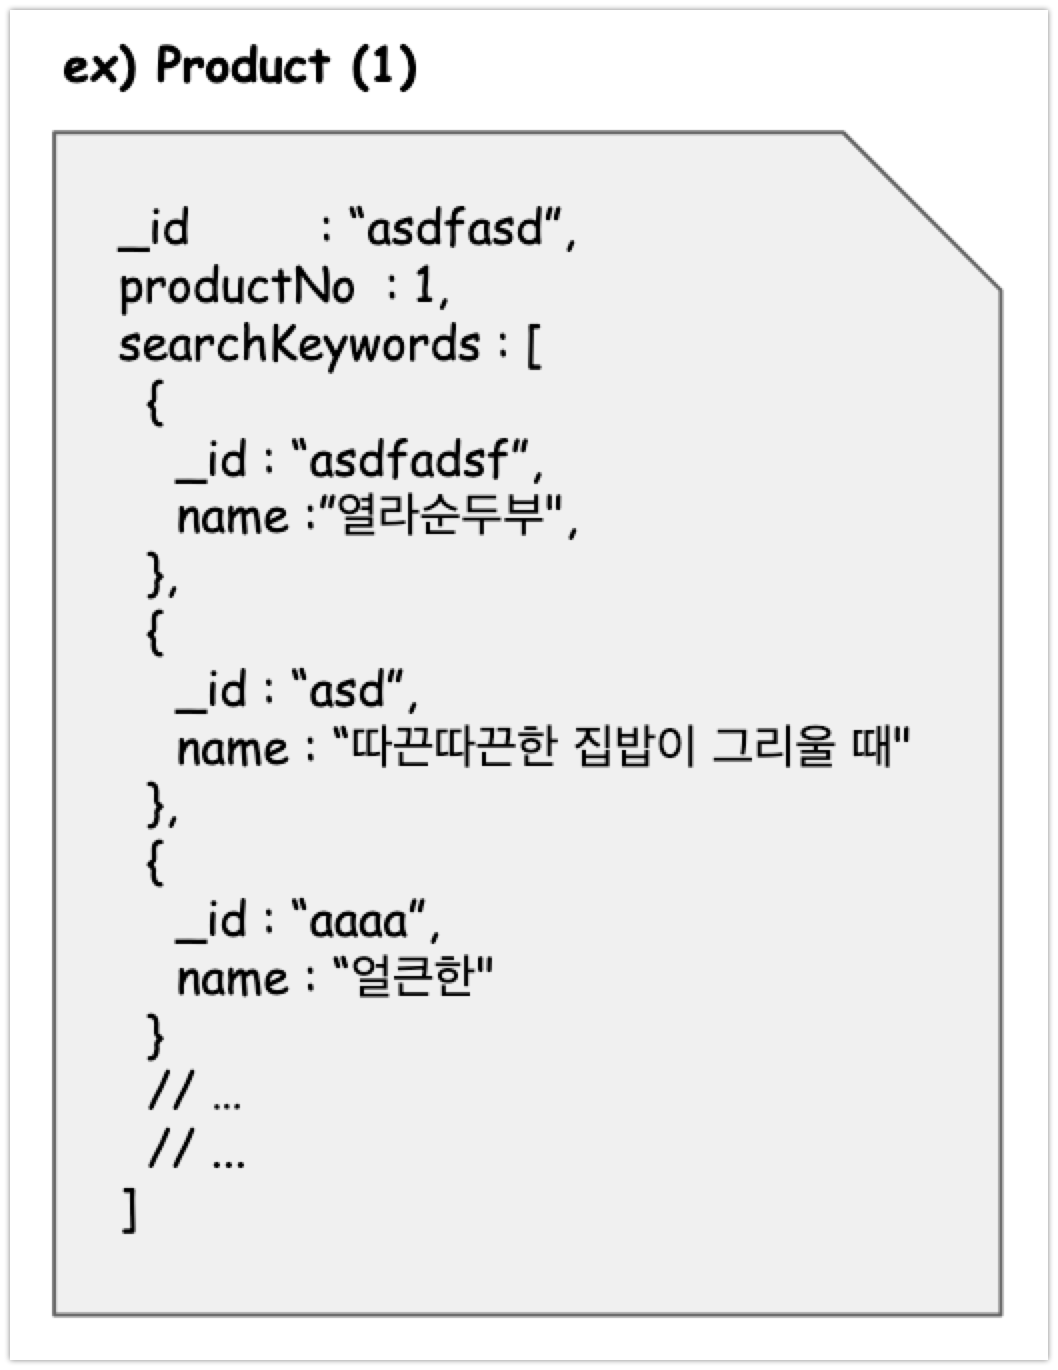 ex) Product (1)
_id : “asdfasd”,
productNo : 1,
searchKeywords : [
{
_id : “asdfadsf”,
name :”열라순두부",
},
{
_id : “asd”,
name : “따끈따끈한 집밥이 그리울 때"
},
{
_id : “aaaa”,
name : “얼큰한"
}
// ...
// ...
]